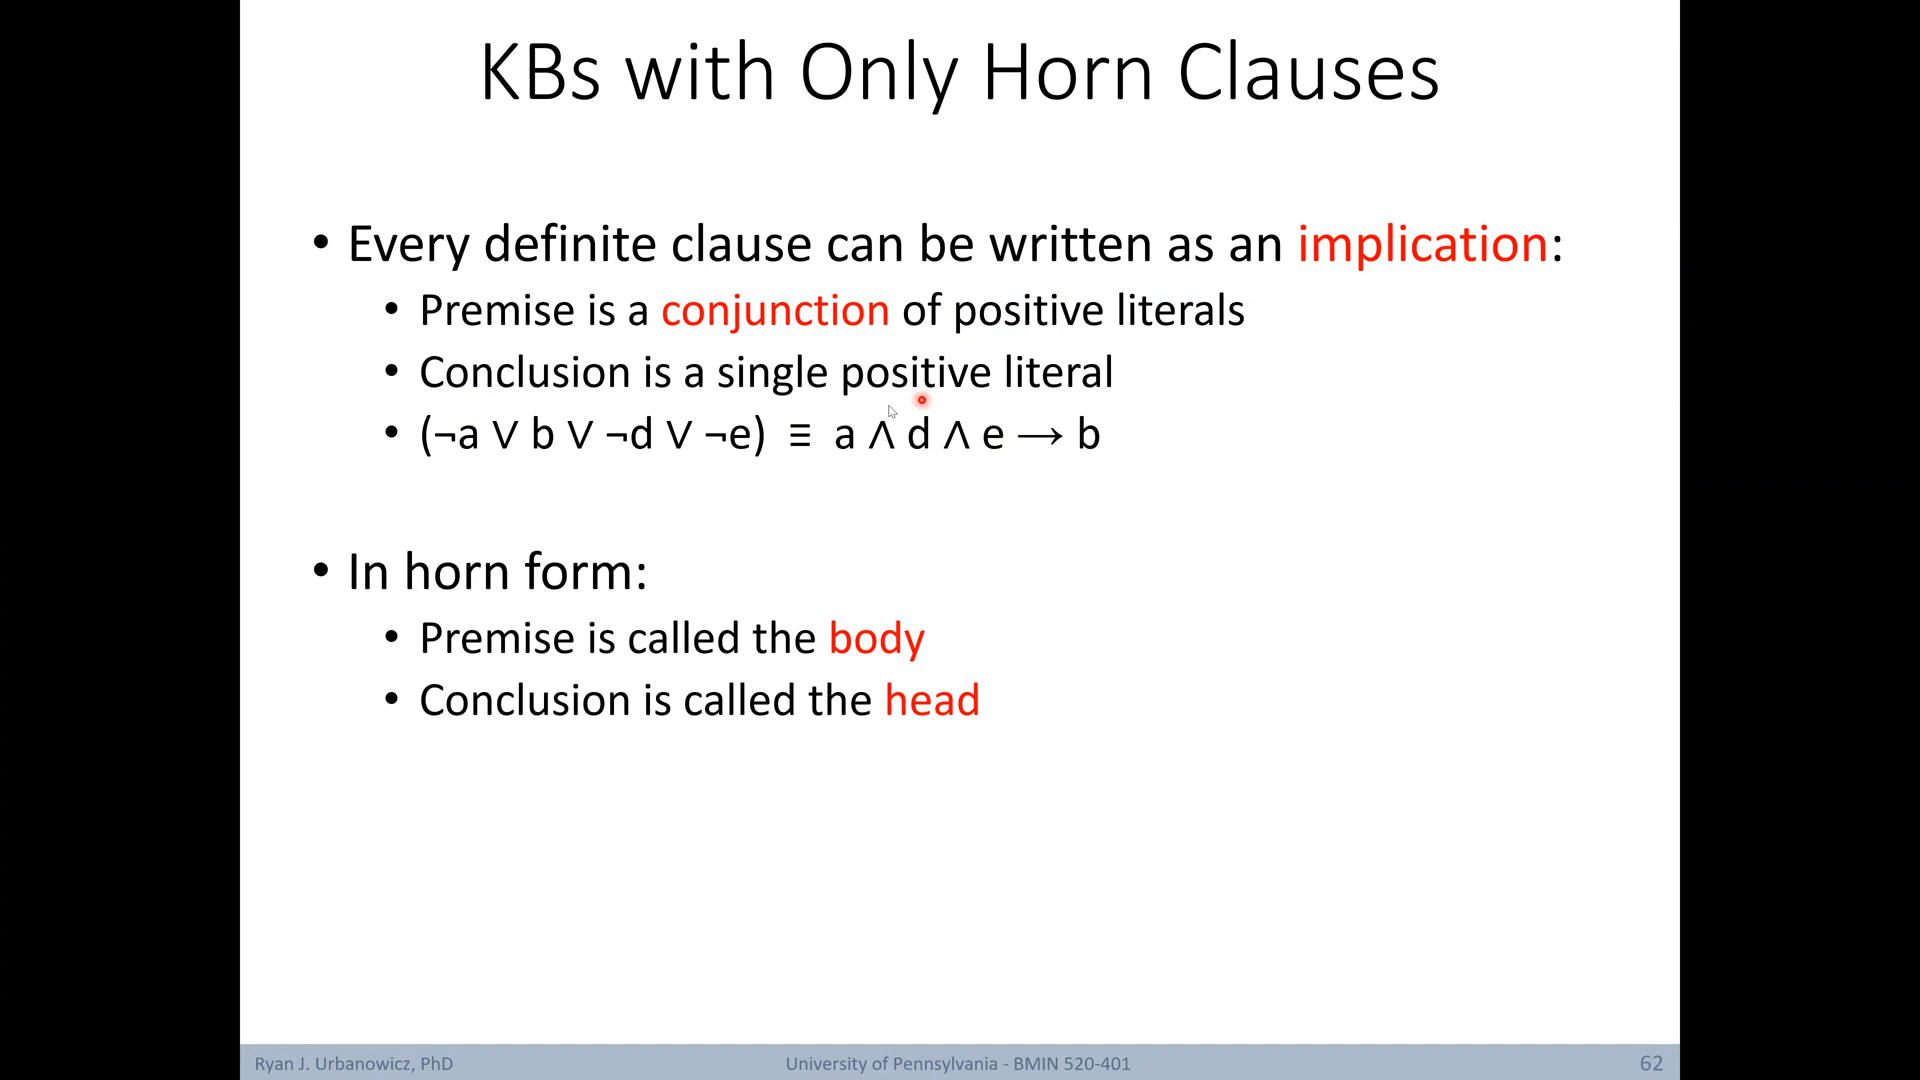 KBs with Only Horn Clauses
• Every definite clause can be written as an implication:
• Premise is a conjunction of positive literals
• Conclusion is a single positive literal
• (¬a ∨ b ∨ ¬d ∨ ¬e) ≡ a ∧ d ∧ e → b
• In horn form:
• Premise is called the body
• Conclusion is called the head
Ryan J. Urbanowicz, PhD
University of Pennsylvania - BMIN 520-401
62